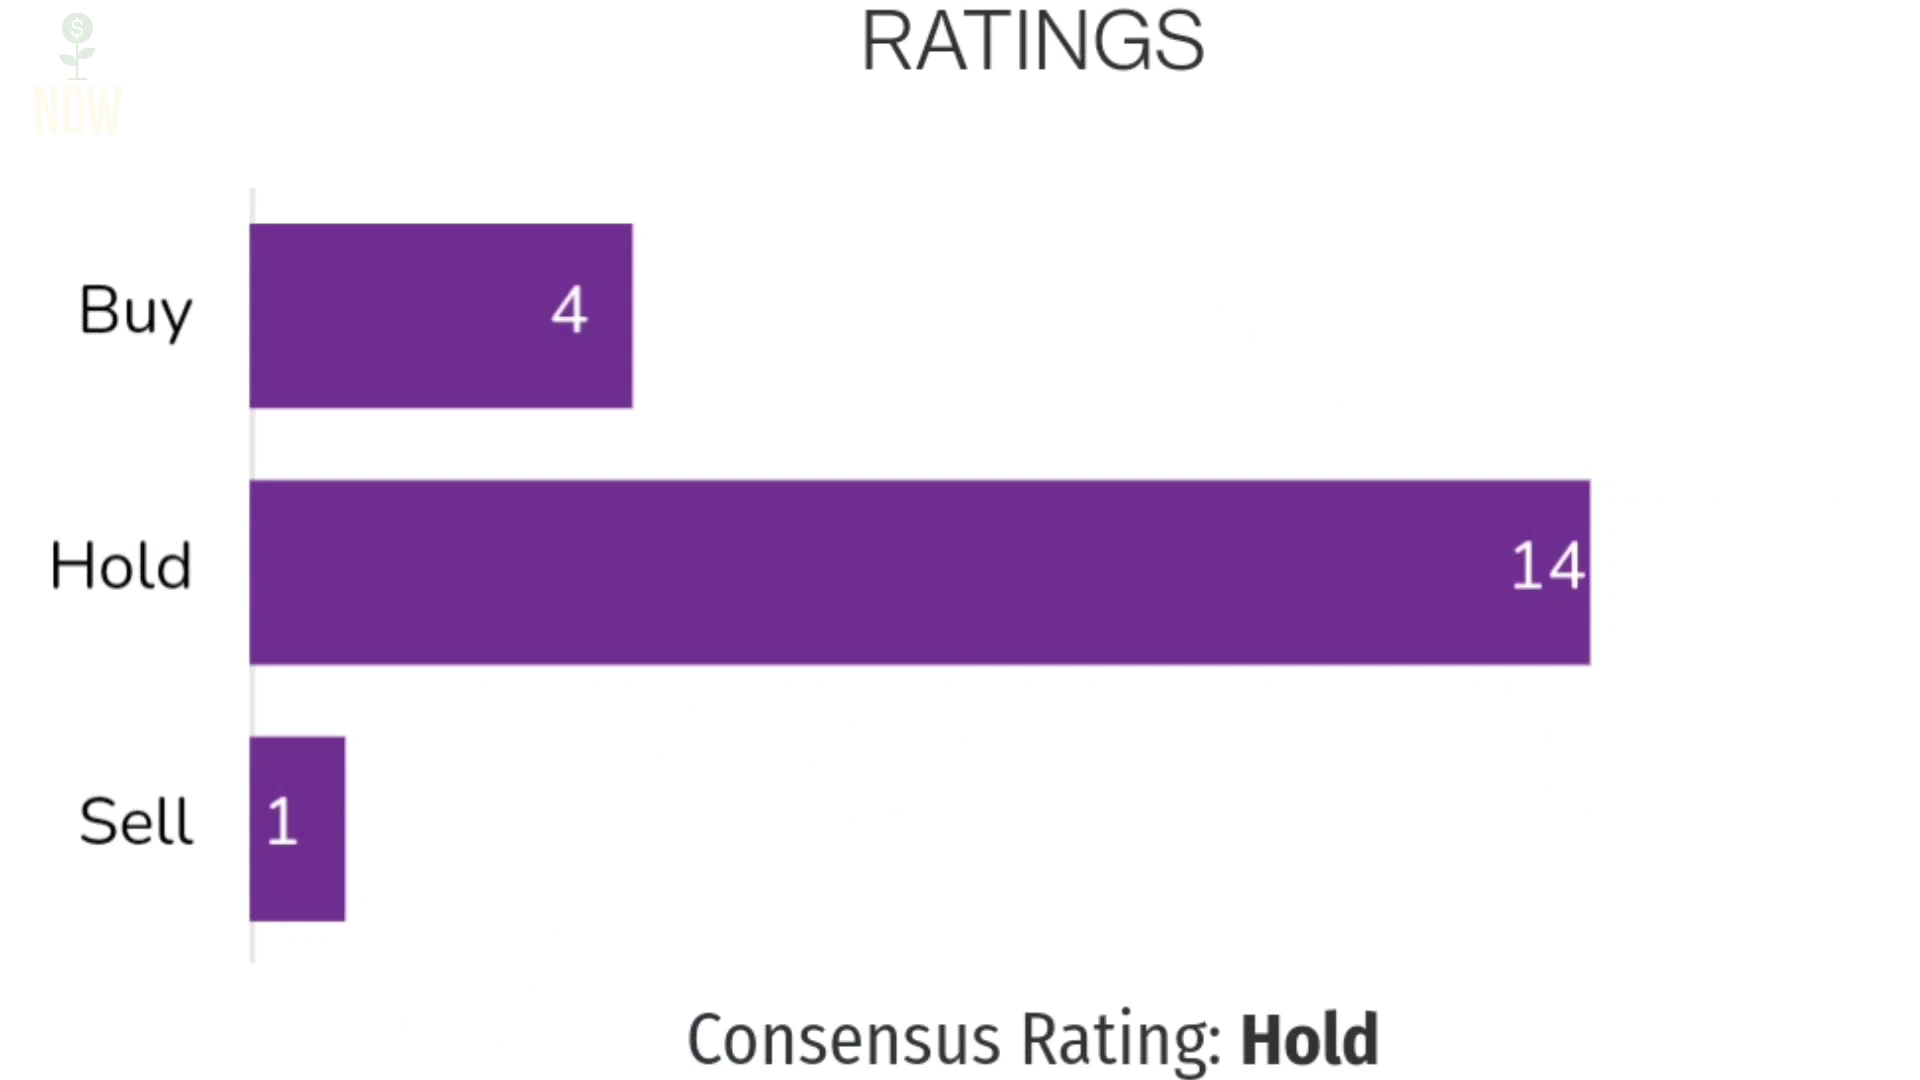 $
NOW
RATINGS
Buy
4
Hold
14
Sell
1
Consensus Rating: Hold